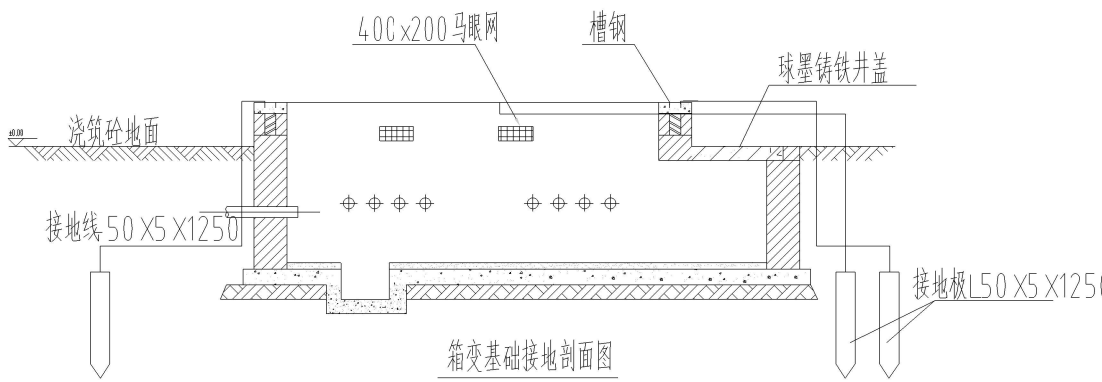 400x200马眼网
槽钢
球墨铸铁井盖
±0.00
浇筑砼地面
接地线-50X5X1250
接地极L50X5X1250
箱变基础接地剖面图